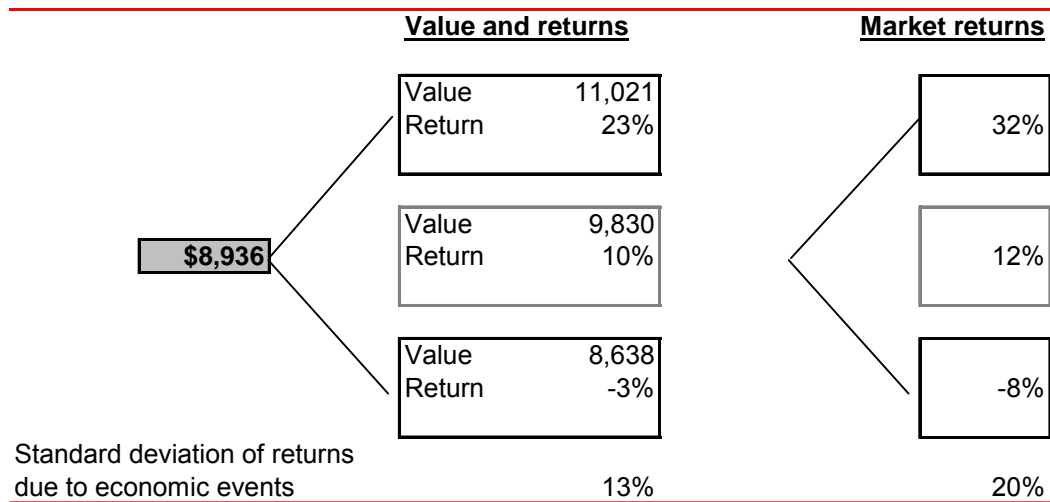 Value and returns Market returns
Value 11,021
Return 23% 32%
Value 9,830
$8,936 Return 10% 12%
Value 8,638
Return -3% -8%
Standard deviation of returns
due to economic events 13% 20%